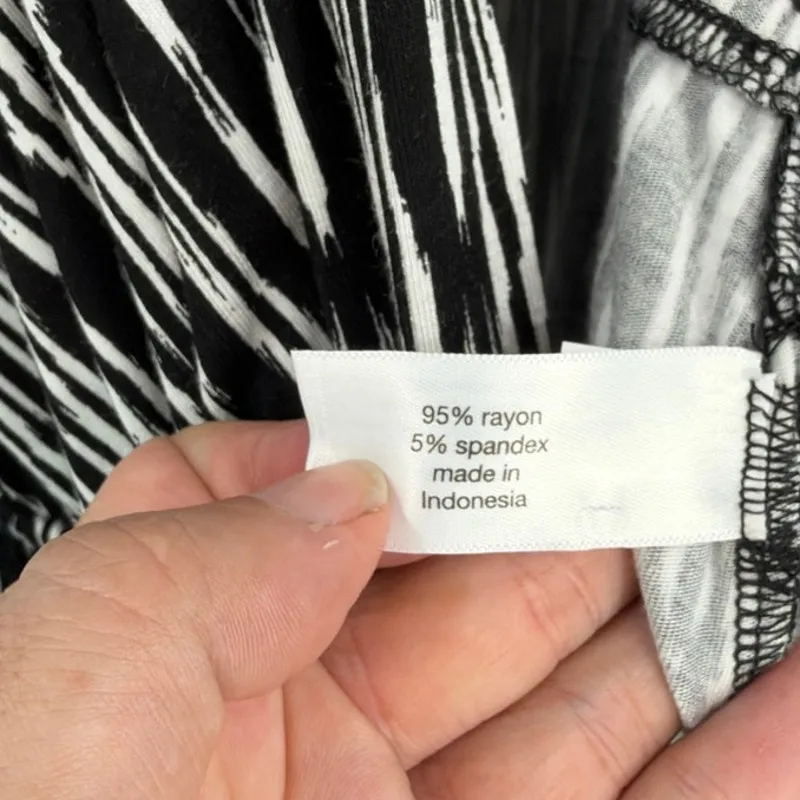 95% rayon
5% spandex
made in
Indonesia